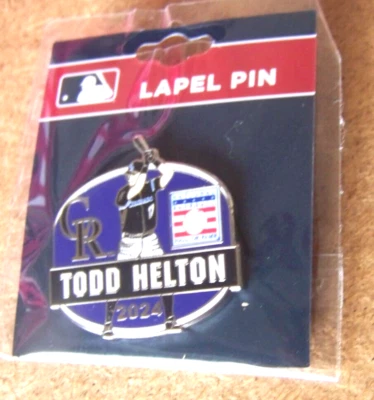 LAPEL PIN
CR
TODD HELTON
2024